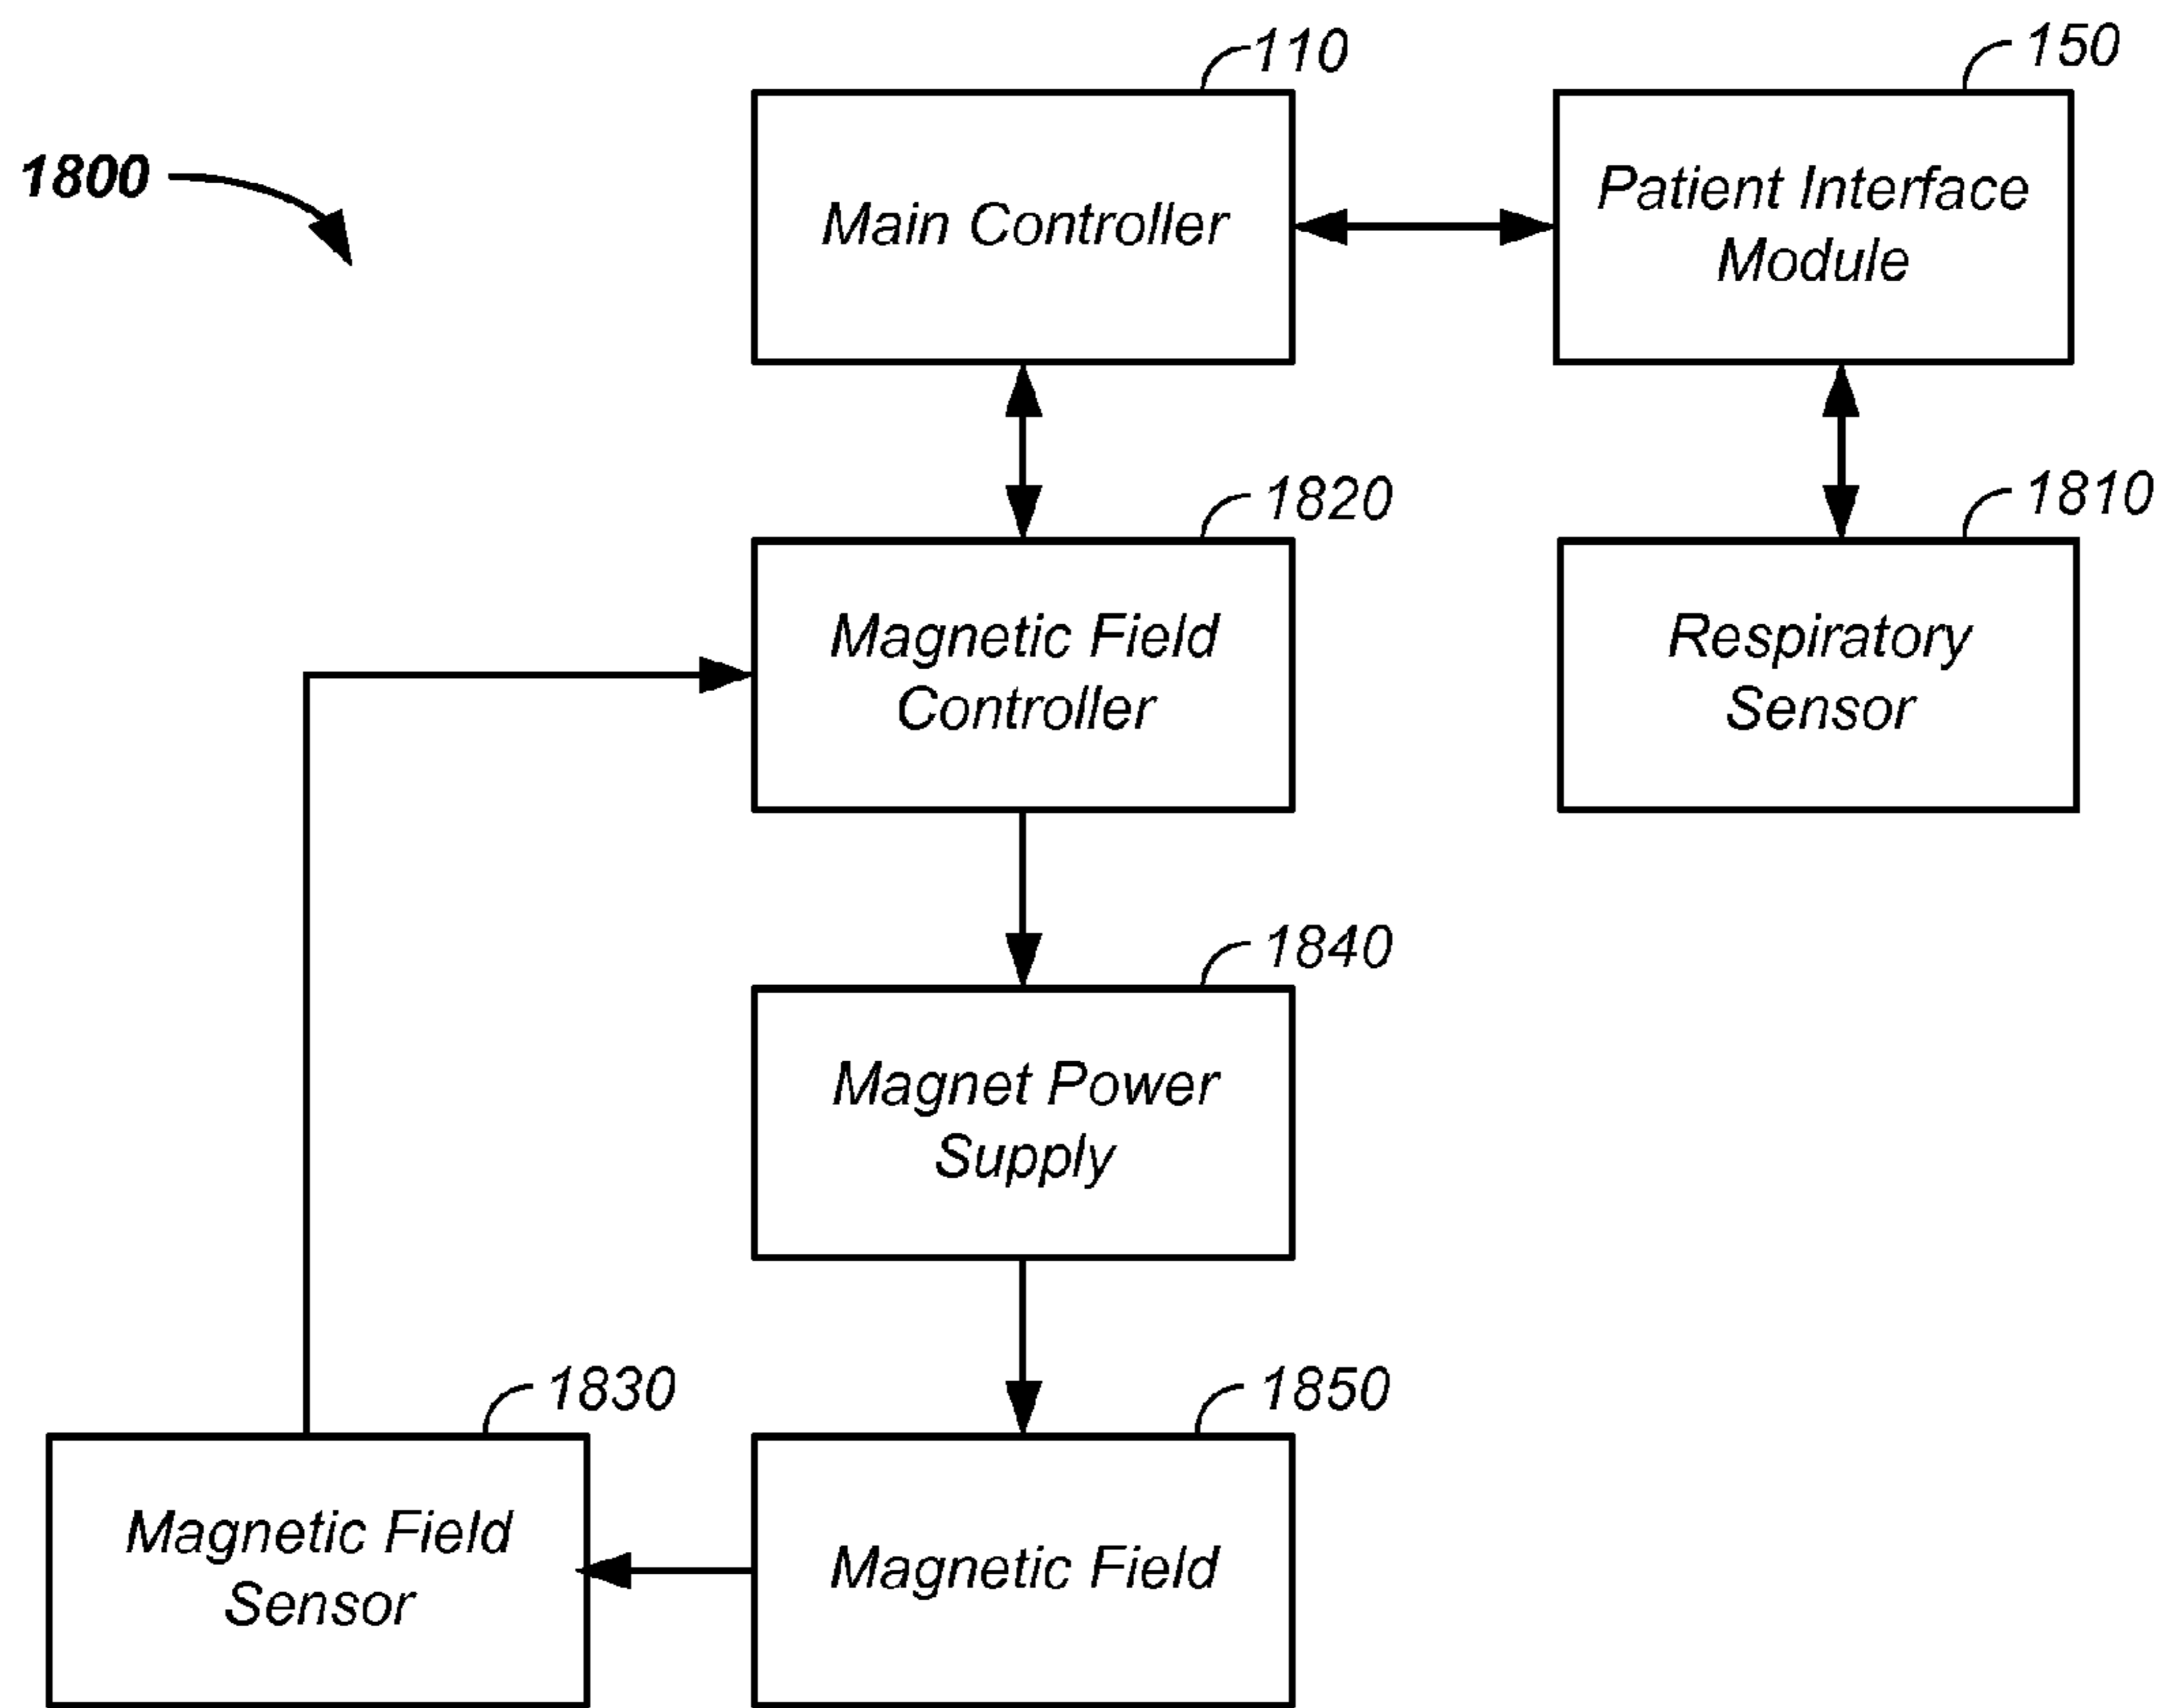 110
150
1800
Main Controller
Patient Interface
Module
1820
1810
Magnetic Field
Controller
Respiratory
Sensor
1840
Magnet Power
Supply
1830
1850
Magnetic Field
Sensor
Magnetic Field